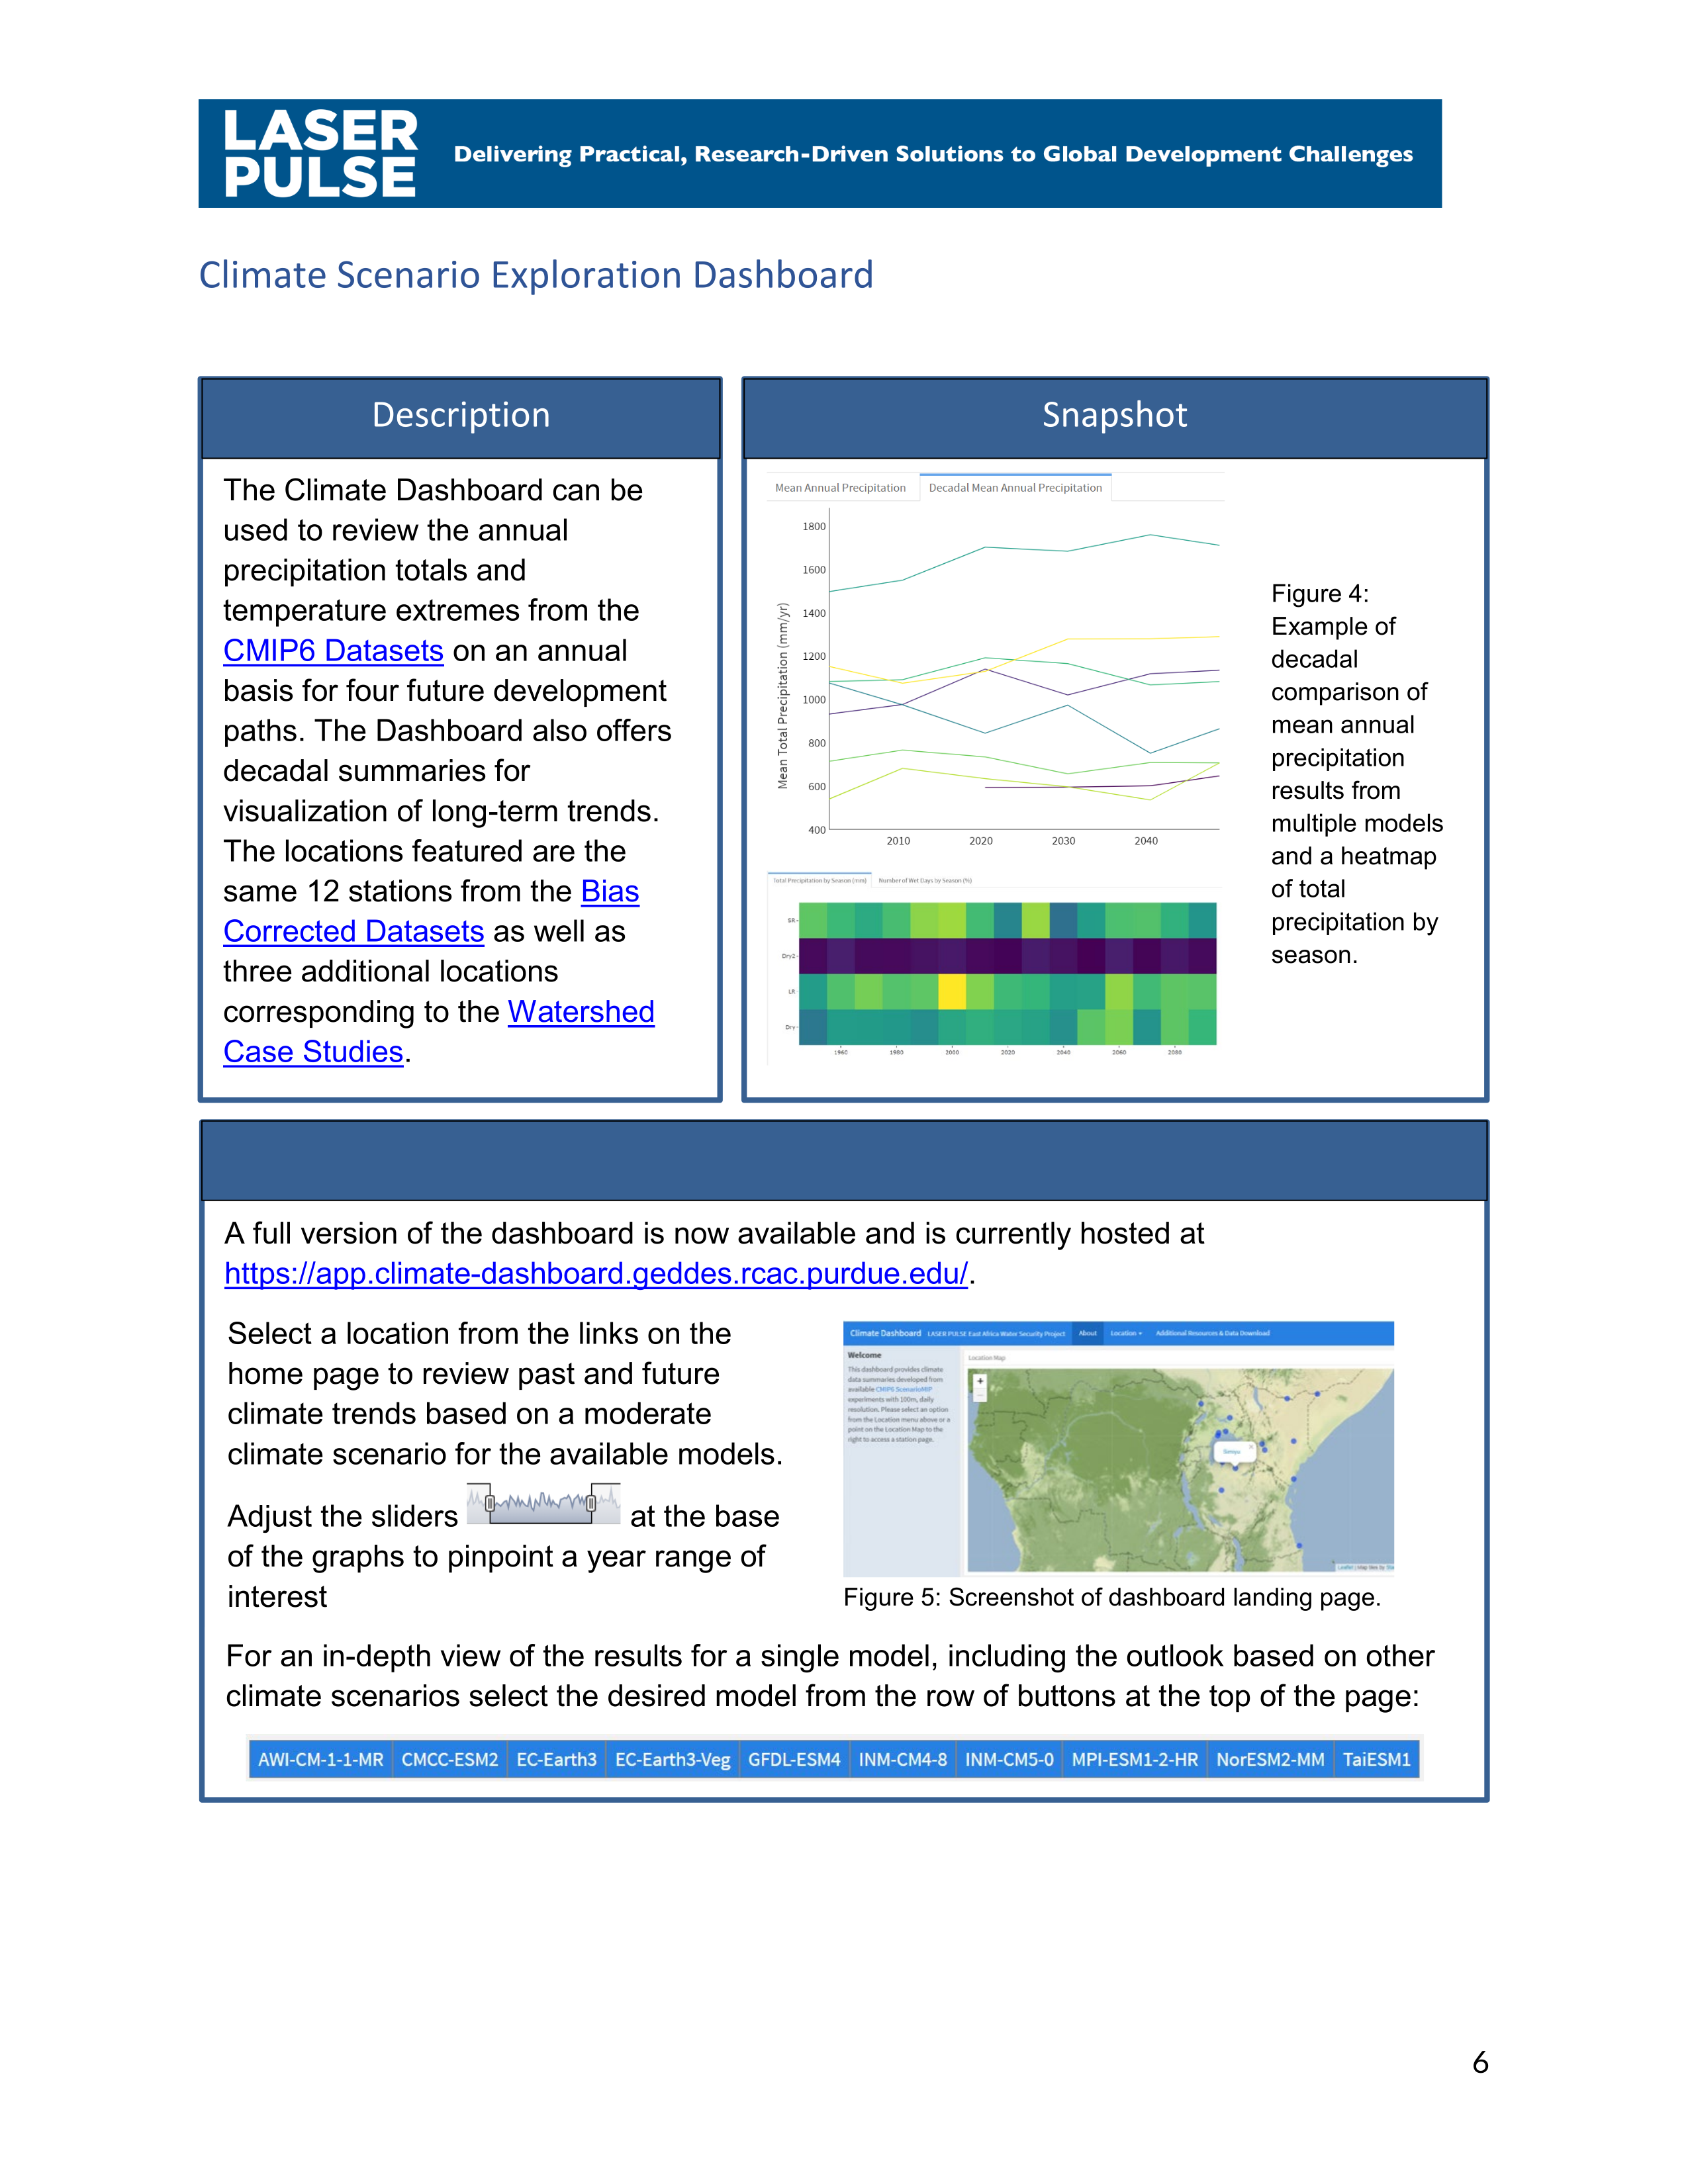 LASER
PULSE
Delivering Practical, Research-Driven Solutions to Global Development Challenges
Climate Scenario Exploration Dashboard
Description
The Climate Dashboard can be
used to review the annual
precipitation totals and
temperature extremes from the
CMIP6 Datasets on an annual
basis for four future development
paths. The Dashboard also offers
decadal summaries for
visualization of long-term trends.
The locations featured are the
same 12 stations from the Bias
Corrected Datasets as well as
three additional locations
corresponding to the Watershed
Case Studies.
Snapshot
Mean Annual Precipitation
Decadal Mean Annual Precipitation
Mean Total Precipitation (mm/yr)
1800
1600
1400
1200
1000
800
600
400
2010
2020
2030
2040
Total Precipitation by Season (mm)
Number of Wet Days by Season (%)
SR
Dry2
LR
Dry
1960
1980
2000
2020
2040
2060
2080
Figure 4:
Example of
decadal
comparison of
mean annual
precipitation
results from
multiple models
and a heatmap
of total
precipitation by
season.
A full version of the dashboard is now available and is currently hosted at
https://app.climate-dashboard.geddes.rcac.purdue.edu/.
Select a location from the links on the
home page to review past and future
climate trends based on a moderate
climate scenario for the available models.
Adjust the sliders at the base
of the graphs to pinpoint a year range of
interest
Climate Dashboard LASER PULSE East Africa Water Security Project About Location Additional Resources & Data Download
Welcome
This dashboard provides climate
data summaries developed from
available CMIP6 ScenarioMIP
experiments with 100m, daily
resolution. Please select an option
from the Location menu above or a
point on the Location Map to the
right to access a station page.
Location Map
+
-
Leaflet | Map tiles by
Figure 5: Screenshot of dashboard landing page.
For an in-depth view of the results for a single model, including the outlook based on other
climate scenarios select the desired model from the row of buttons at the top of the page:
AWI-CM-1-1-MR CMCC-ESM2 EC-Earth3 EC-Earth3-Veg GFDL-ESM4 INM-CM4-8 INM-CM5-0 MPI-ESM1-2-HR NorESM2-MM TaiESM1
6